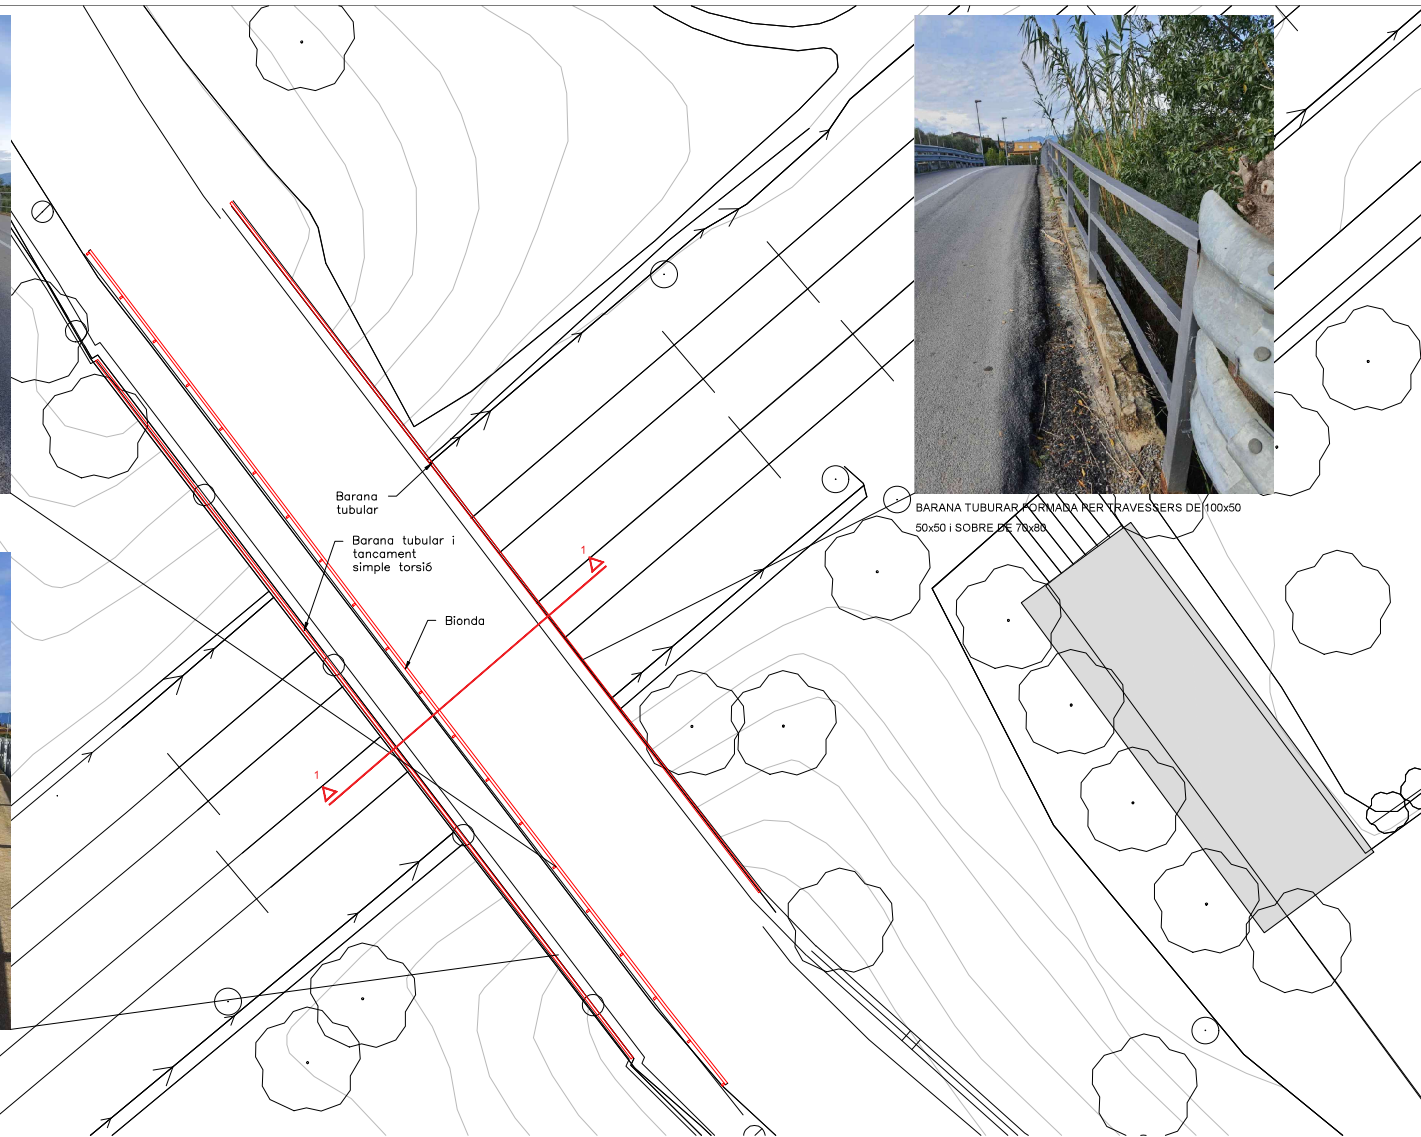 BARANA TUBURAR FORMADA PER TRAVESSERS DE 100x50
50x50 i SOBRE DE 70x80
Barana
tubular
Barana tubular i
tancament
simple torsió
Bionda
1
1